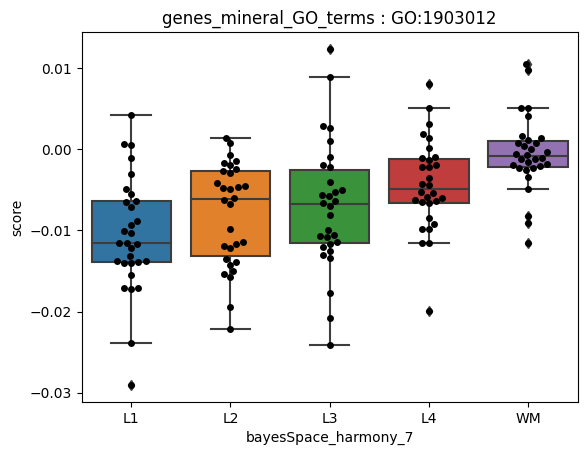 genes_mineral_GO_terms : GO:1903012
0.01
0.00
−0.01
−0.02
−0.03
score
L1 L2 L3 L4 WM
bayesSpace_harmony_7